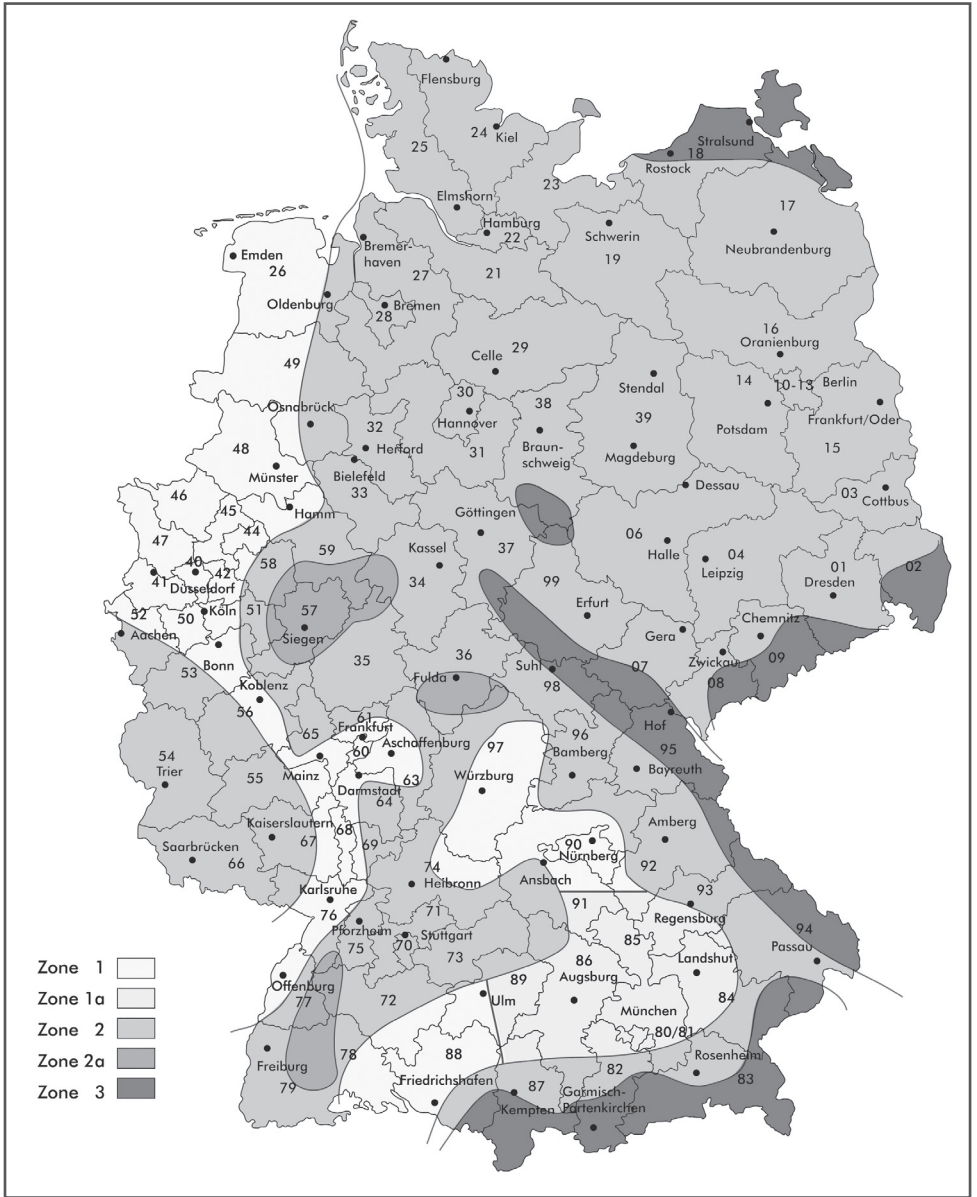 Flensburg
24
Kiel
25
Stralsund
18
Rostock
23
Elmshorn
Hamburg
22
17
Schwerin
19
Neubrandenburg
Emden
26
Bremer-
haven
27
21
Oldenburg
Bremen
28
16
Oranienburg
49
Celle
29
14
10-13
Berlin
Stendal
30
38
39
Osnabrück
32
Hannover
Frankfurt/Oder
Potsdam
48
Herford
31
Braun-
schweig
Magdeburg
15
Münster
Bielefeld
33
Dessau
03
Cottbus
46
45
Hamm
Göttingen
44
47
59
Kassel
37
06
Halle
04
Leipzig
01
Dresden
02
40
58
41
42
Düsseldorf
34
99
52
50
Köln
51
57
Erfurt
Chemnitz
Aachen
Siegen
Gera
Bonn
35
36
Suhl
07
Zwickau
09
53
Fulda
98
08
Koblenz
56
61
Hof
65
Frankfurt
60
Aschaffenburg
97
96
Bamberg
95
54
Trier
55
Mainz
63
Würzburg
Bayreuth
Darmstadt
64
Kaiserslautern
68
Amberg
Saarbrücken
66
67
69
90
Nürnberg
74
Heilbronn
Ansbach
92
Karlsruhe
93
76
71
91
Regensburg
Pforzheim
75
70
Stuttgart
85
94
73
86
Landshut
Passau
Offenburg
89
Augsburg
77
72
Ulm
München
84
80/81
Freiburg
78
88
82
Rosenheim
79
Friedrichshafen
87
Garmisch-
Partenkirchen
83
Kempten
Zone 1
Zone 1a
Zone 2
Zone 2a
Zone 3